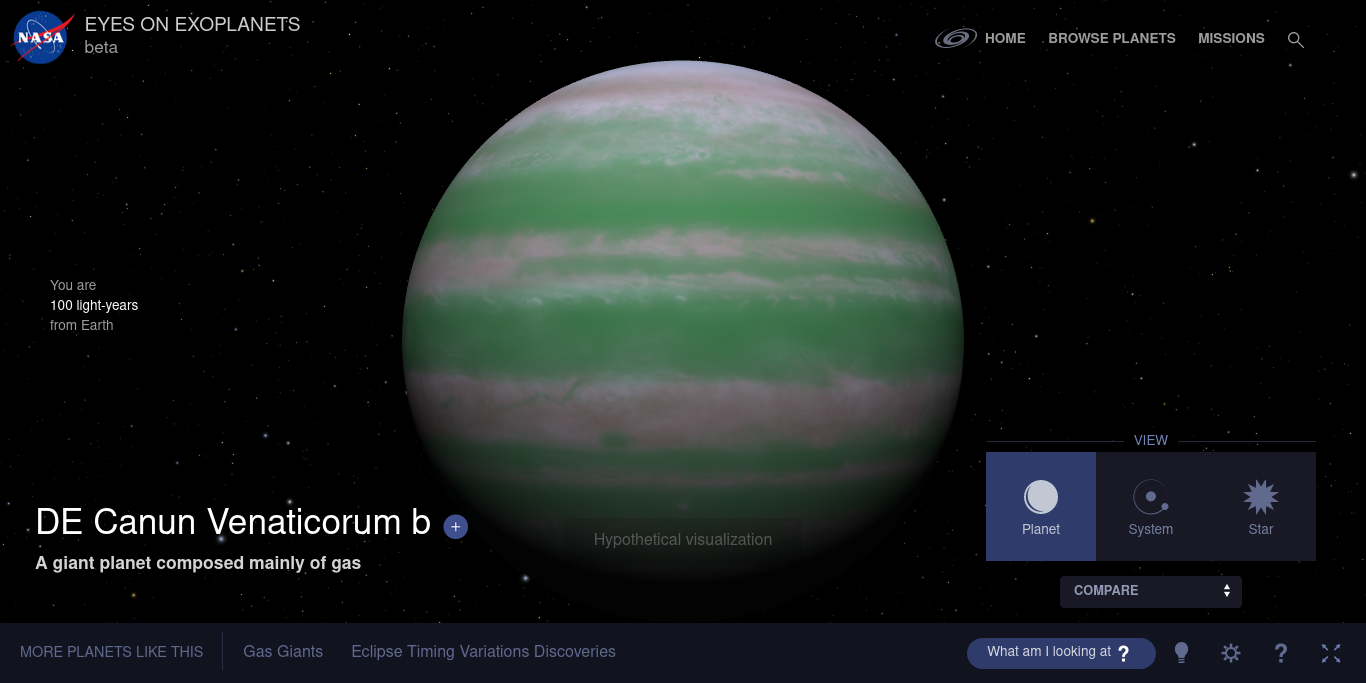 NASA
EYES ON EXOPLANETS
beta
HOME
BROWSE PLANETS
MISSIONS
You are
100 light-years
from Earth
DE Canun Venaticorum b +
A giant planet composed mainly of gas
Hypothetical visualization
VIEW
Planet
System
Star
COMPARE
MORE PLANETS LIKE THIS
Gas Giants
Eclipse Timing Variations Discoveries
What am I looking at ?
?